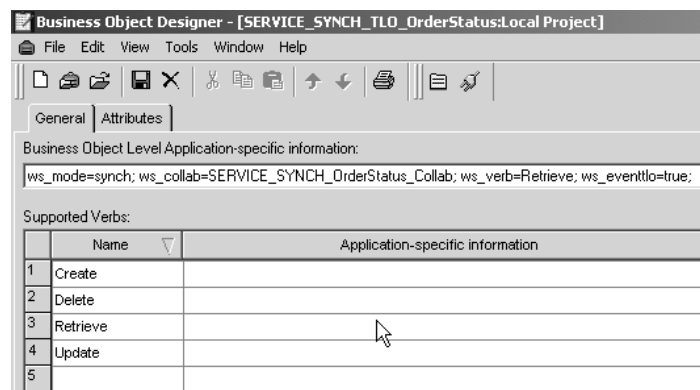 Business Object Designer - [SERVICE_SYNCH_TLO_OrderStatus:Local Project]
File Edit View Tools Window Help
General Attributes
Business Object Level Application-specific information:
ws_mode=synch; ws_collab=SERVICE_SYNCH_OrderStatus_Collab; ws_verb=Retrieve; ws_eventtlo=true;
Supported Verbs:
Name Application-specific information
1 Create
2 Delete
3 Retrieve
4 Update
5